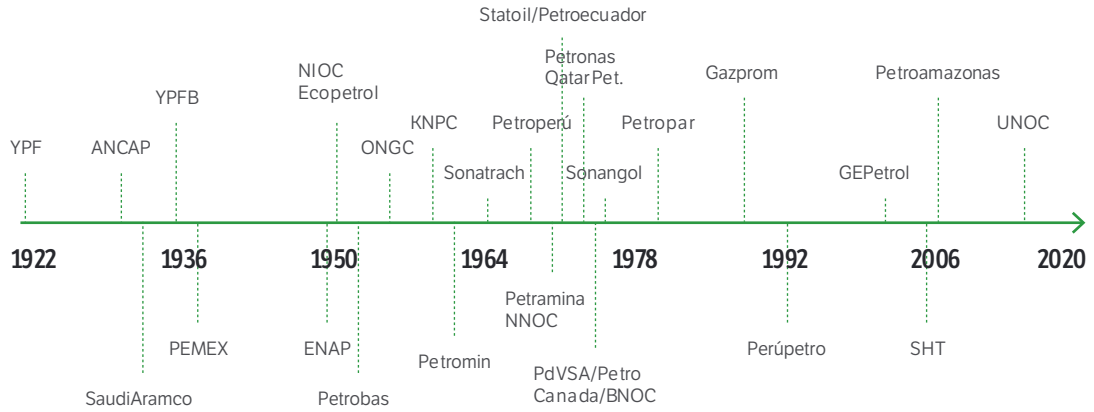 Statoil/Petroecuador
Petronas
Qatar Pet.
NIOC
Ecopetrol
Gazprom
Petroamazonas
YPFB
KNPC
Petroperú
Petropar
UNOC
YPF
ANCAP
ONGC
Sonatrach
Sonangol
GEPetrol
1922
1936
1950
1964
1978
1992
2006
2020
Petramina
NNOC
PEMEX
ENAP
Petromin
Perúpetro
SHT
PdVSA/Petro
Canada/BNOC
SaudiAramco
Petrobas